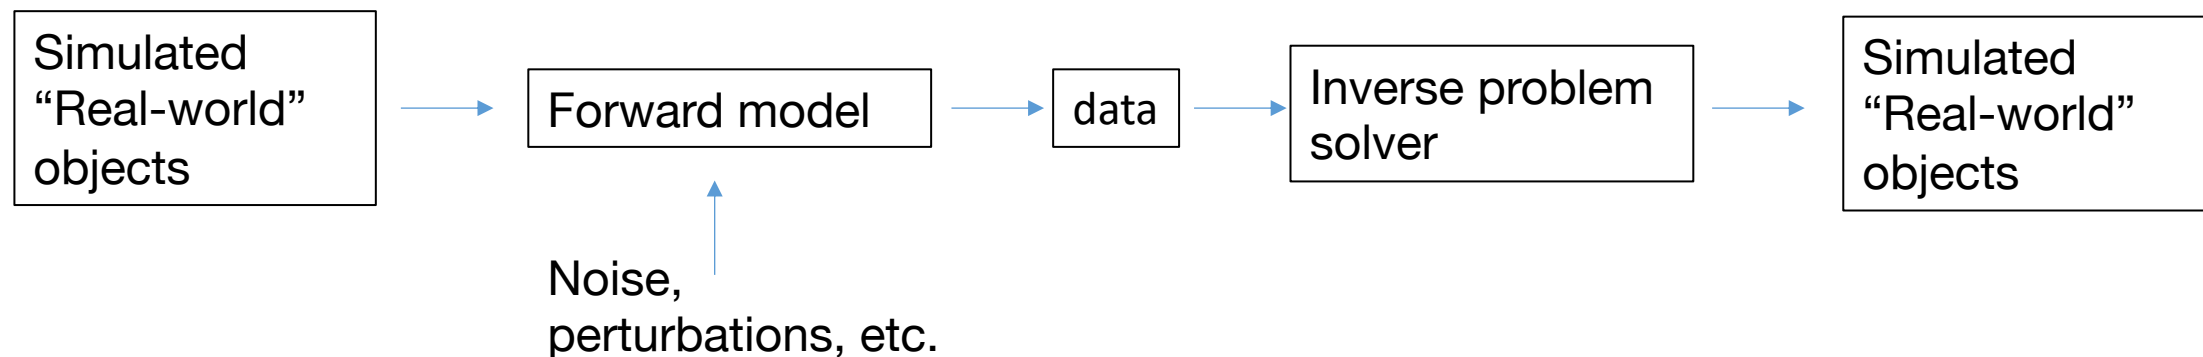 Simulated
“Real-world”
objects
Forward model
data
Inverse problem
solver
Simulated
“Real-world”
objects
Noise,
perturbations, etc.